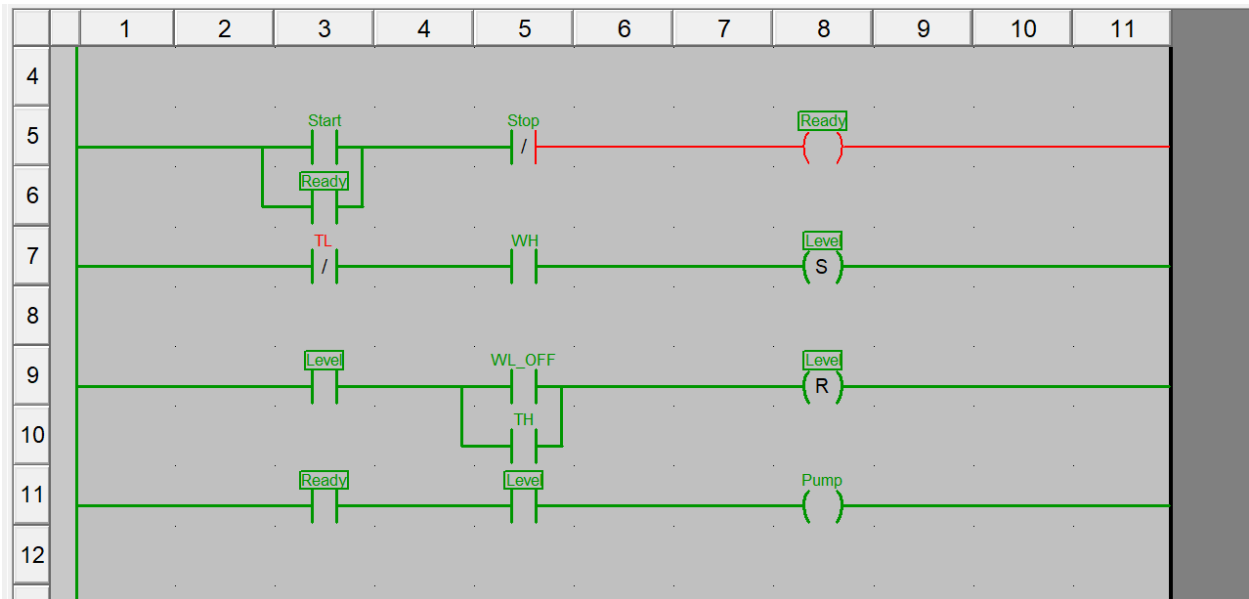 1 2 3 4 5 6 7 8 9 10 11
4
Start Stop Ready
5 /
Ready
6
TL WH Level
7 / S
8
Level WL_OFF Level
9 R
TH
10
Ready Level Pump
11
12